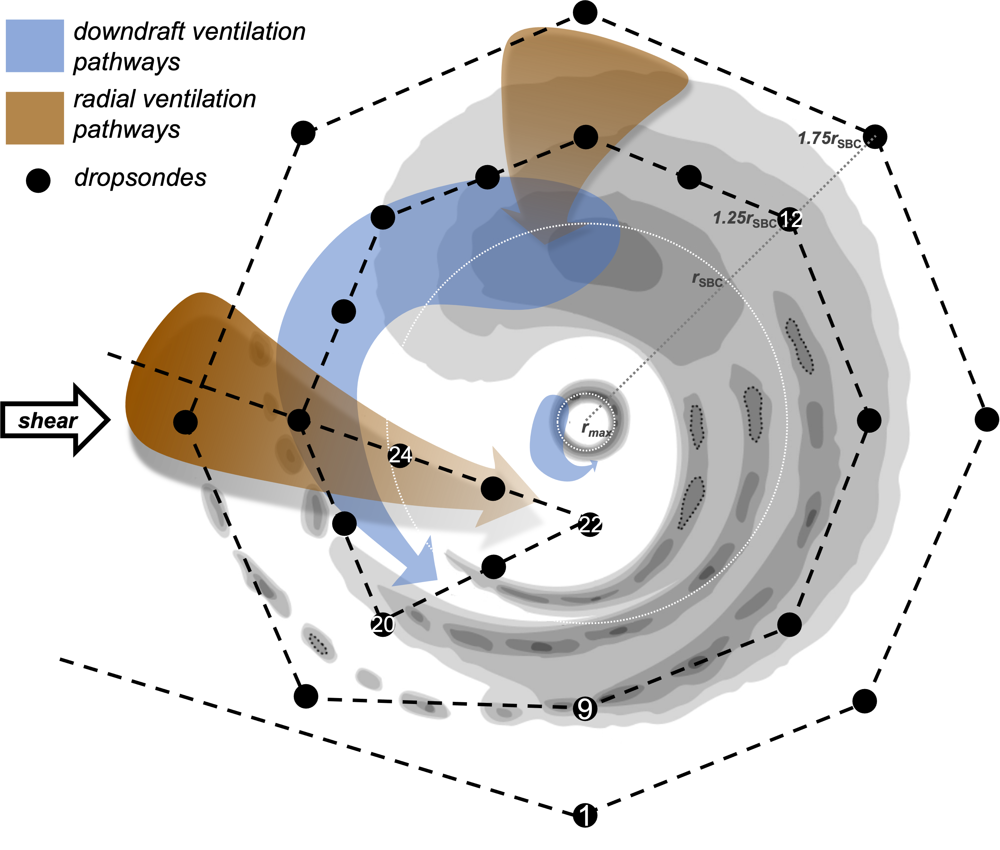 downdraft ventilation
pathways
radial ventilation
pathways
dropsondes
1.75rSBC
1.25rSBC
12
rSBC
shear
rmax
24
22
20
9
1